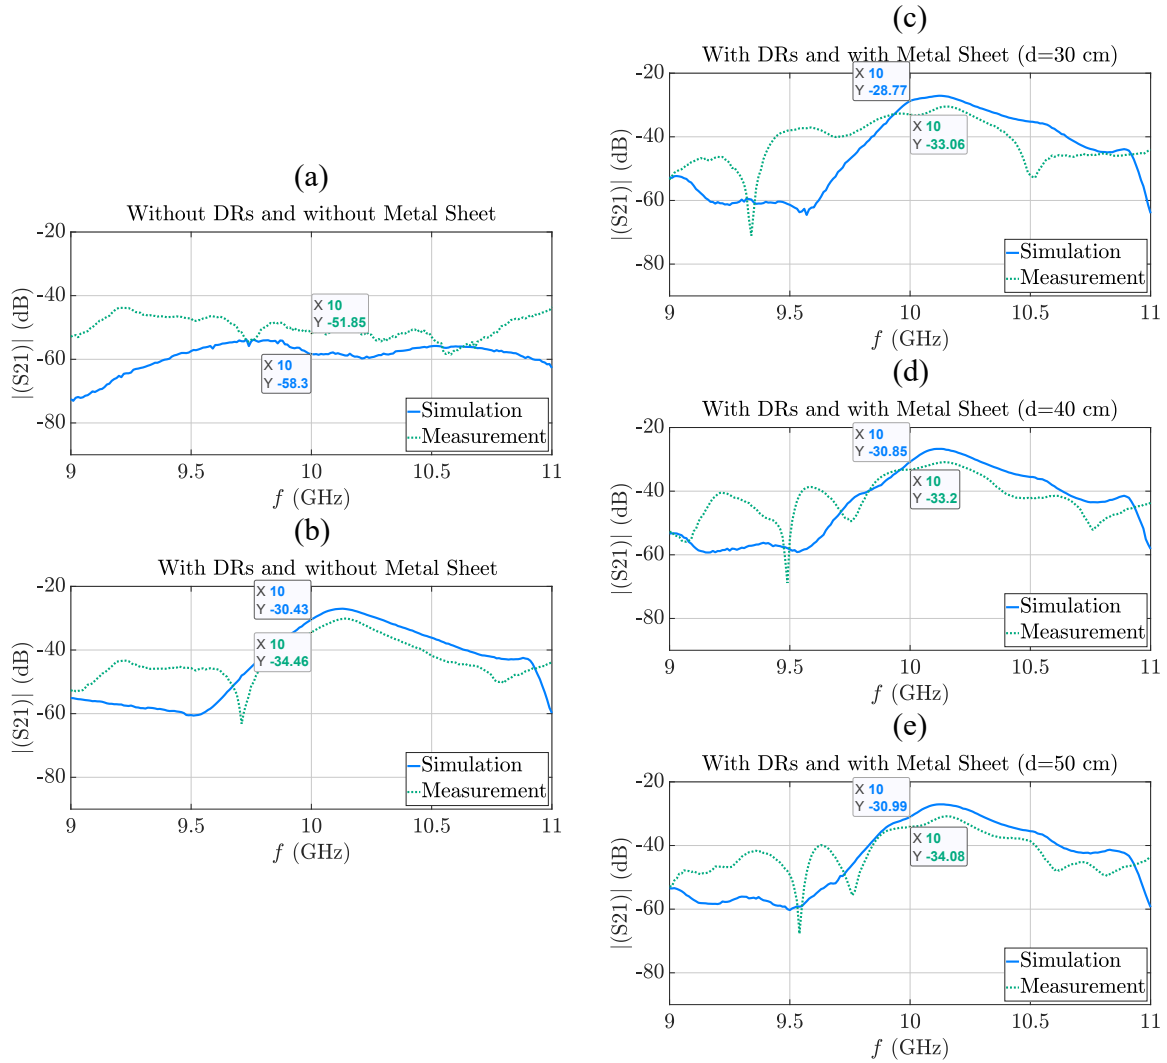 (a)
Without DRs and without Metal Sheet
-20
-40
-60
-80
|(S21)| (dB)
X 10
Y -51.85
X 10
Y -58.3
Simulation
Measurement
9
9.5
10
10.5
11
f (GHz)
(b)
With DRs and without Metal Sheet
-20
-40
-60
-80
|(S21)| (dB)
X 10
Y -30.43
X 10
Y -34.46
Simulation
Measurement
9
9.5
10
10.5
11
f (GHz)
(c)
With DRs and with Metal Sheet (d=30 cm)
-20
-40
-60
-80
|(S21)| (dB)
X 10
Y -28.77
X 10
Y -33.06
Simulation
Measurement
9
9.5
10
10.5
11
f (GHz)
(d)
With DRs and with Metal Sheet (d=40 cm)
-20
-40
-60
-80
|(S21)| (dB)
X 10
Y -30.85
X 10
Y -33.2
Simulation
Measurement
9
9.5
10
10.5
11
f (GHz)
(e)
With DRs and with Metal Sheet (d=50 cm)
-20
-40
-60
-80
|(S21)| (dB)
X 10
Y -30.99
X 10
Y -34.08
Simulation
Measurement
9
9.5
10
10.5
11
f (GHz)